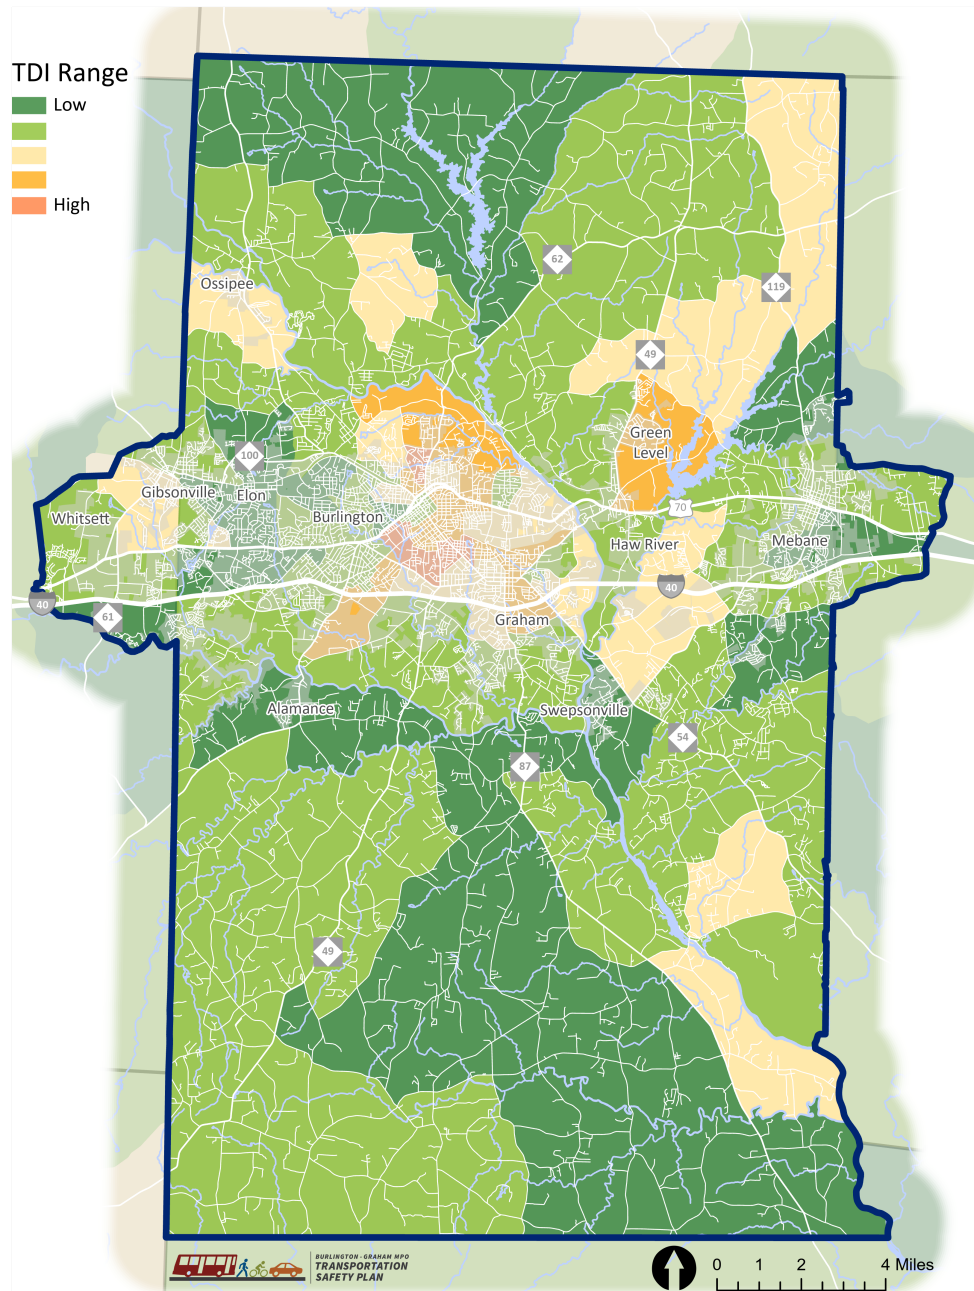 TDI Range
Low
High
62
119
Ossipee
49
Green
Level
100
Gibsonville
Elon
Whitsett
Burlington
70
Haw River
Mebane
40
40
61
Graham
Alamance
Swepsonville
54
87
49
BURLINGTON - GRAHAM MPO
TRANSPORTATION
SAFETY PLAN
0 1 2 4 Miles